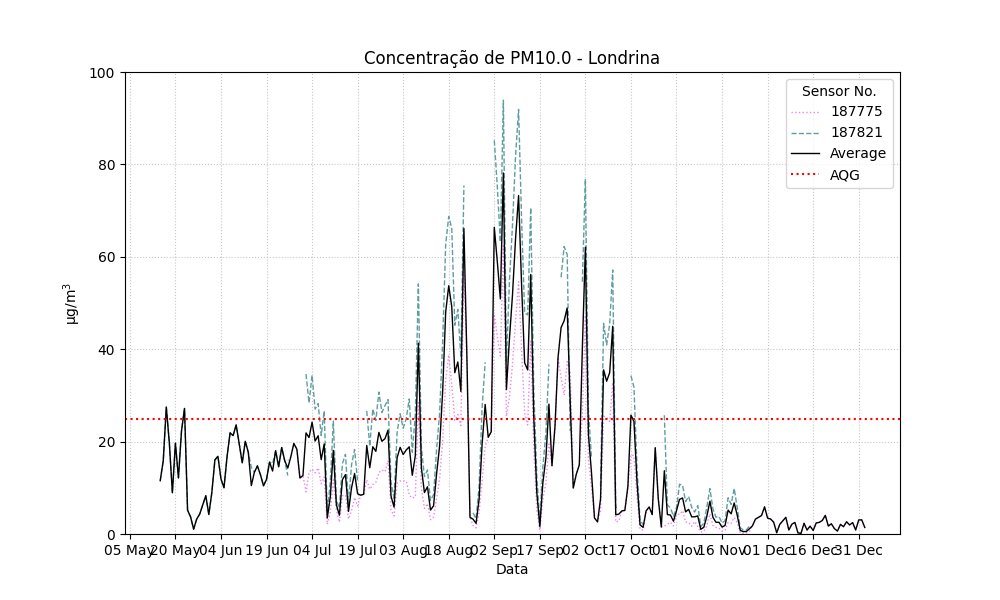 Concentração de PM10.0 - Londrina
100
80
60
40
20
0
µg/m³
Sensor No.
187775
187821
Average
AQG
05 May 20 May 04 Jun 19 Jun 04 Jul 19 Jul 03 Aug 18 Aug 02 Sep 17 Sep 02 Oct 17 Oct 01 Nov 16 Nov 01 Dec 16 Dec 31 Dec
Data